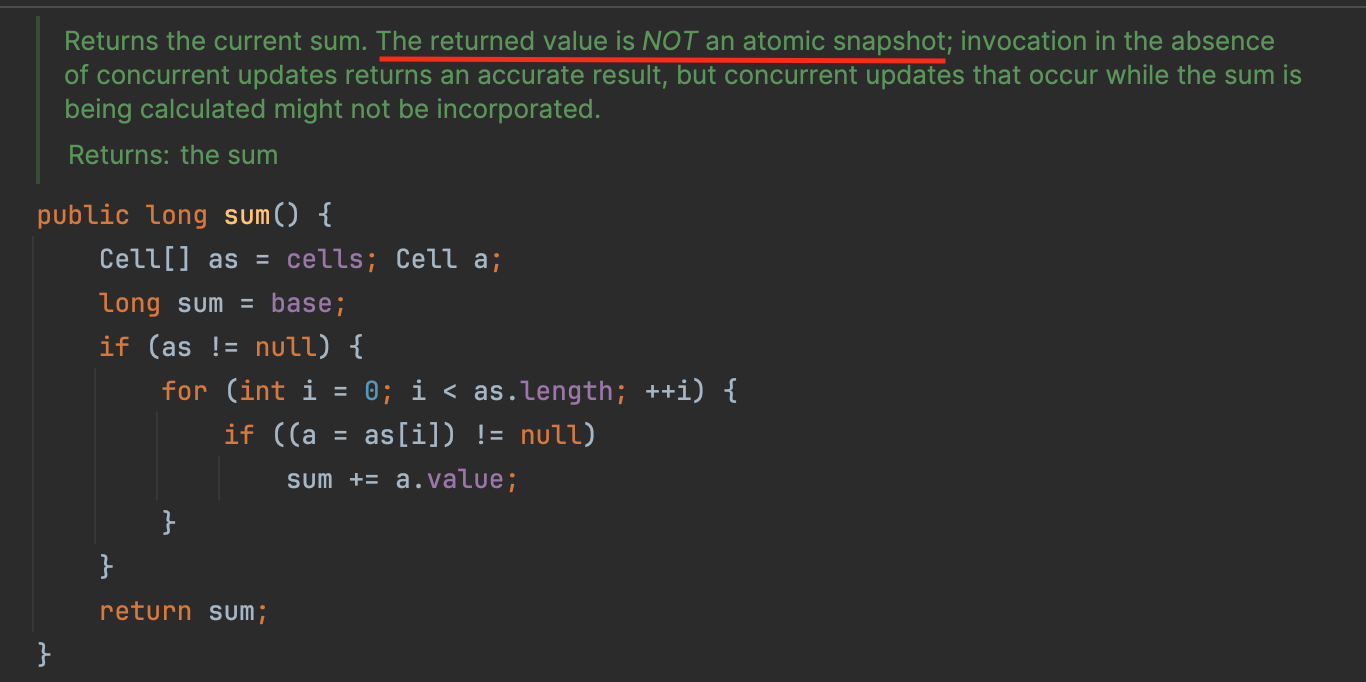 Returns the current sum. The returned value is NOT an atomic snapshot; invocation in the absence
of concurrent updates returns an accurate result, but concurrent updates that occur while the sum is
being calculated might not be incorporated.
Returns: the sum
public long sum() {
    Cell[] as = cells; Cell a;
    long sum = base;
    if (as != null) {
        for (int i = 0; i < as.length; ++i) {
            if ((a = as[i]) != null)
                sum += a.value;
        }
    }
    return sum;
}